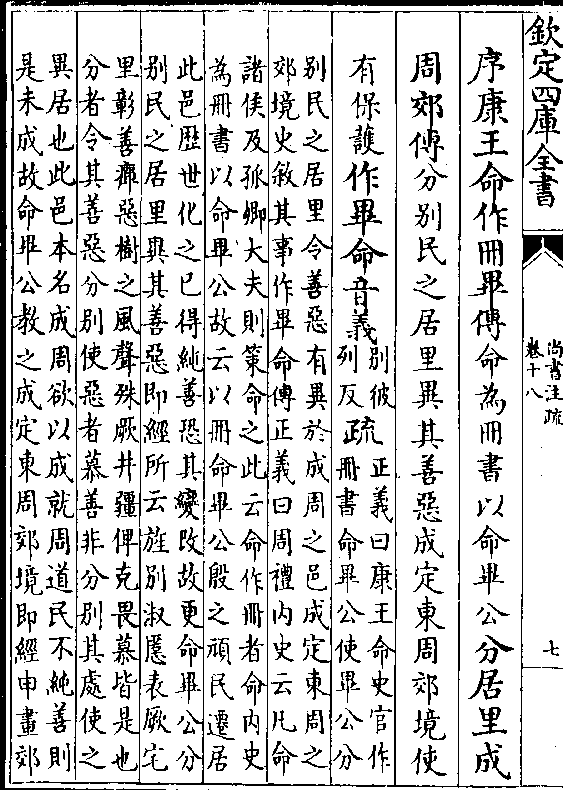 欽定四庫全書
尚書注疏
卷十八
七
序康王命作冊畢傳命為冊書以命畢公分居里成
周郊傳分别民之居里異其善惡成定東周郊境使
有保護作畢命音義
别彼
列反
疏
正義曰康王命史官作
冊書命畢公使畢公分
别民之居里令善惡有異於成周之邑成定東周之
郊境史敘其事作畢命傳正義曰周禮內史云凡命
諸侯及孤卿大夫則策命之此云命作冊者命內史
為冊書以命畢公故云以冊命畢公殷之頑民遷居
此邑歴世化之已得純善恐其變改故更命畢公分
别民之居里異其善惡即經所云旌别淑慝表厥宅
里彰善癉惡樹之風聲殊厥井疆俾克畏慕皆是也
分者令其善惡分别使惡者慕善非分别其處使之
異居也此邑本名成周欲以成就周道民不純善則
是未成故命畢公教之成定東周郊境即經申畫郊